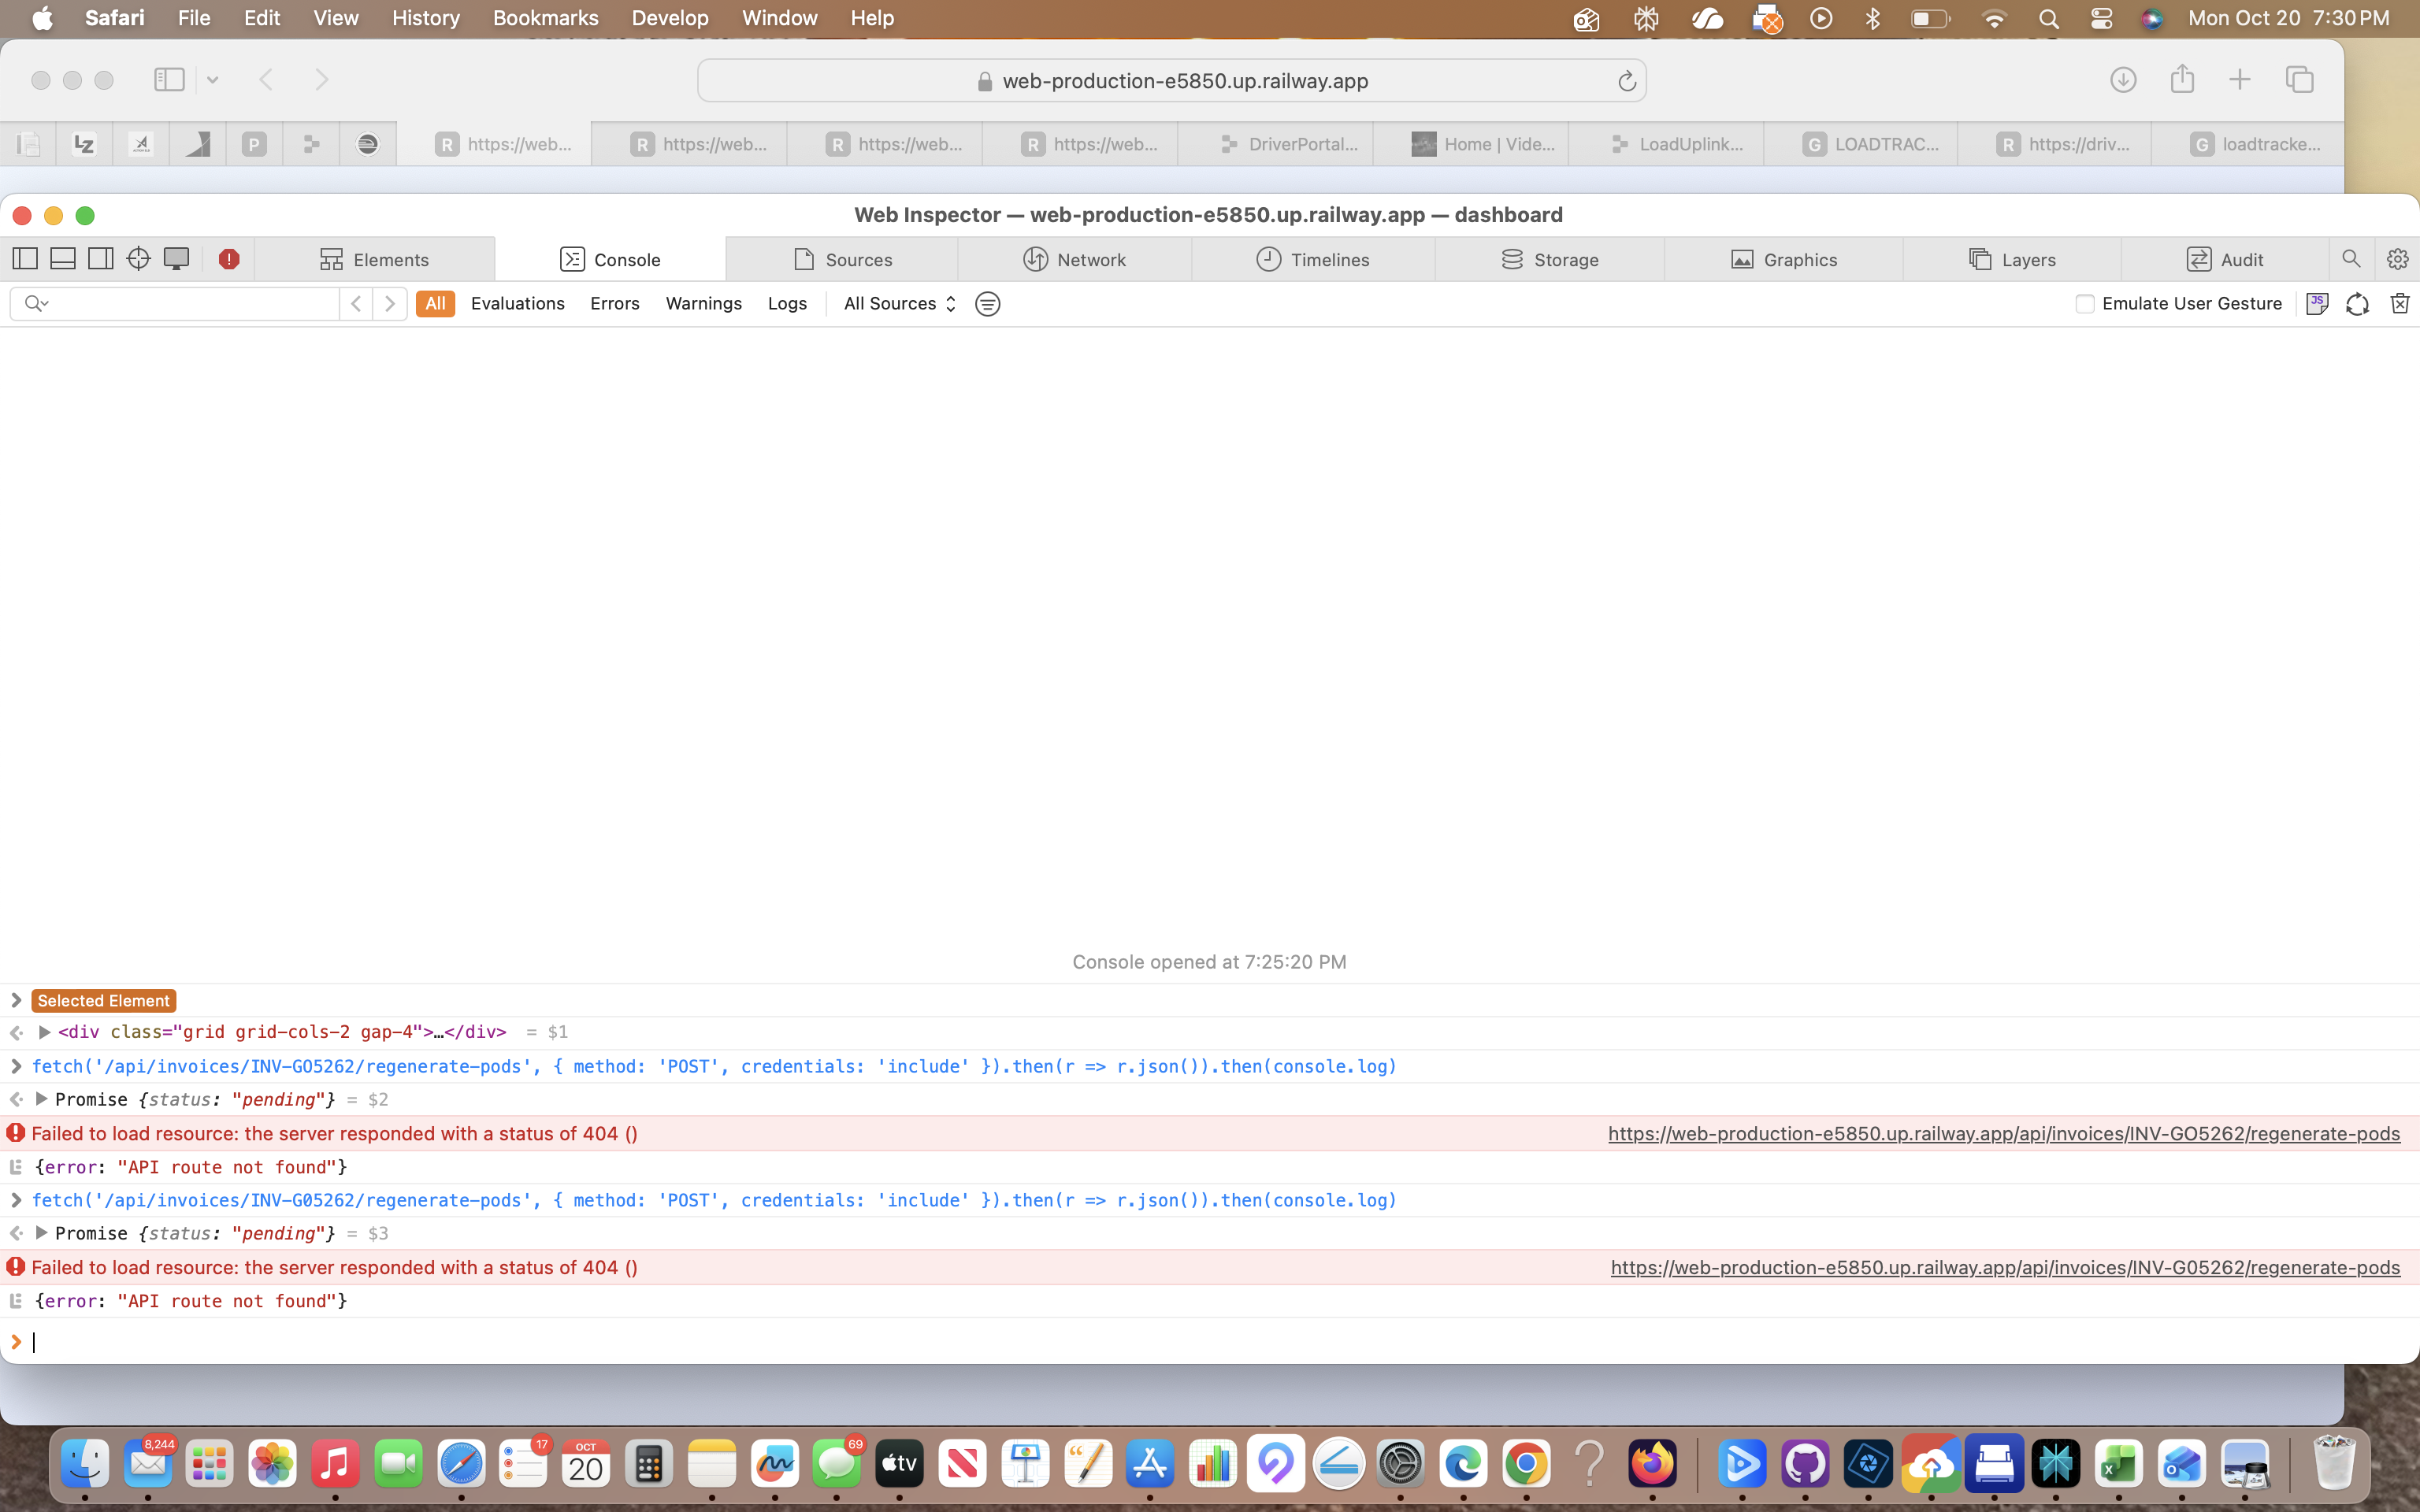 Safari File Edit View History Bookmarks Develop Window Help Mon Oct 20 7:30 PM
web-production-e5850.up.railway.app
LZ P R https://web... R https://web... R https://web... R https://web... DriverPortal... Home | Vide... LoadUplink... G LOADTRAC... R https://driv... G loadtracke...
Web Inspector — web-production-e5850.up.railway.app — dashboard
Elements Console Sources Network Timelines Storage Graphics Layers Audit
All Evaluations Errors Warnings Logs All Sources Emulate User Gesture JS
Console opened at 7:25:20 PM
Selected Element
<div class="grid grid-cols-2 gap-4">…</div> = $1
fetch('/api/invoices/INV-GO5262/regenerate-pods', { method: 'POST', credentials: 'include' }).then(r => r.json()).then(console.log)
Promise {status: "pending"} = $2
Failed to load resource: the server responded with a status of 404 () https://web-production-e5850.up.railway.app/api/invoices/INV-GO5262/regenerate-pods
{error: "API route not found"}
fetch('/api/invoices/INV-G05262/regenerate-pods', { method: 'POST', credentials: 'include' }).then(r => r.json()).then(console.log)
Promise {status: "pending"} = $3
Failed to load resource: the server responded with a status of 404 () https://web-production-e5850.up.railway.app/api/invoices/INV-G05262/regenerate-pods
{error: "API route not found"}
8,244 17 OCT 20 69 tv